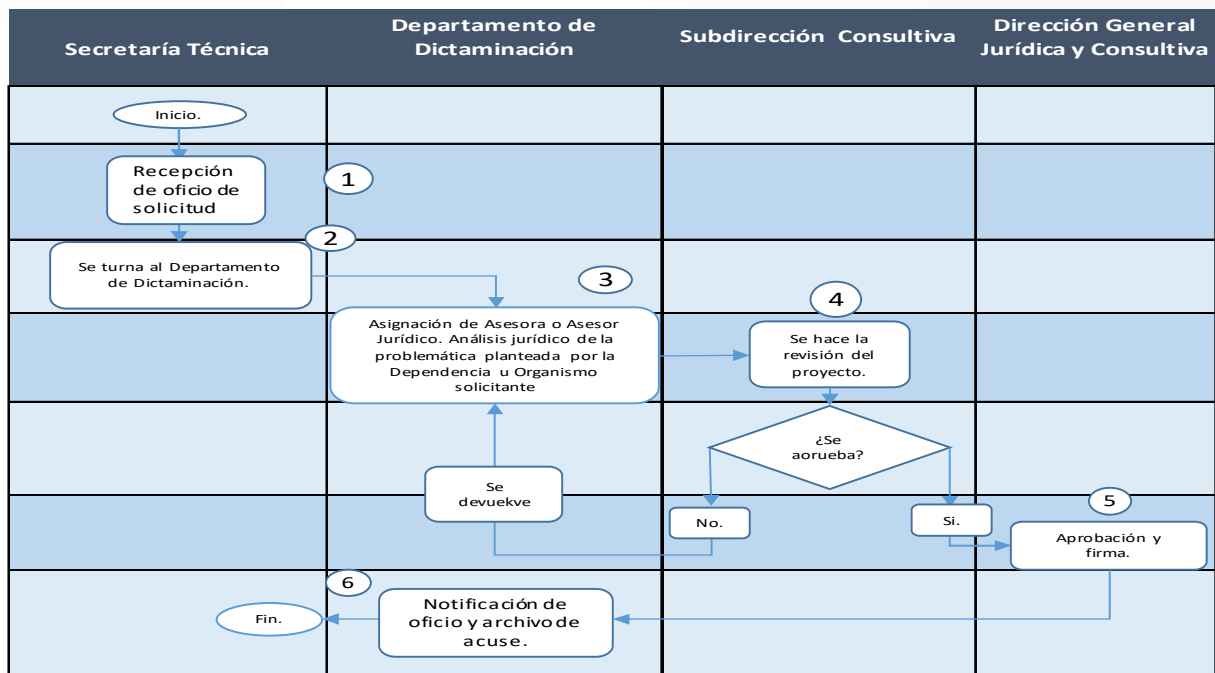 Secretaría Técnica
Departamento de
Dictaminación
Subdirección Consultiva
Dirección General
Jurídica y Consultiva
Inicio.
Recepción
de oficio de
solicitud
1
Se turna al Departamento
de Dictaminación.
2
3
Asignación de Asesora o Asesor
Jurídico. Análisis jurídico de la
problemática planteada por la
Dependencia u Organismo
solicitante
4
Se hace la
revisión del
proyecto.
¿Se
aorueba?
Se
devuekve
No.
Si.
5
Aprobación y
firma.
6
Notificación de
oficio y archivo de
acuse.
Fin.